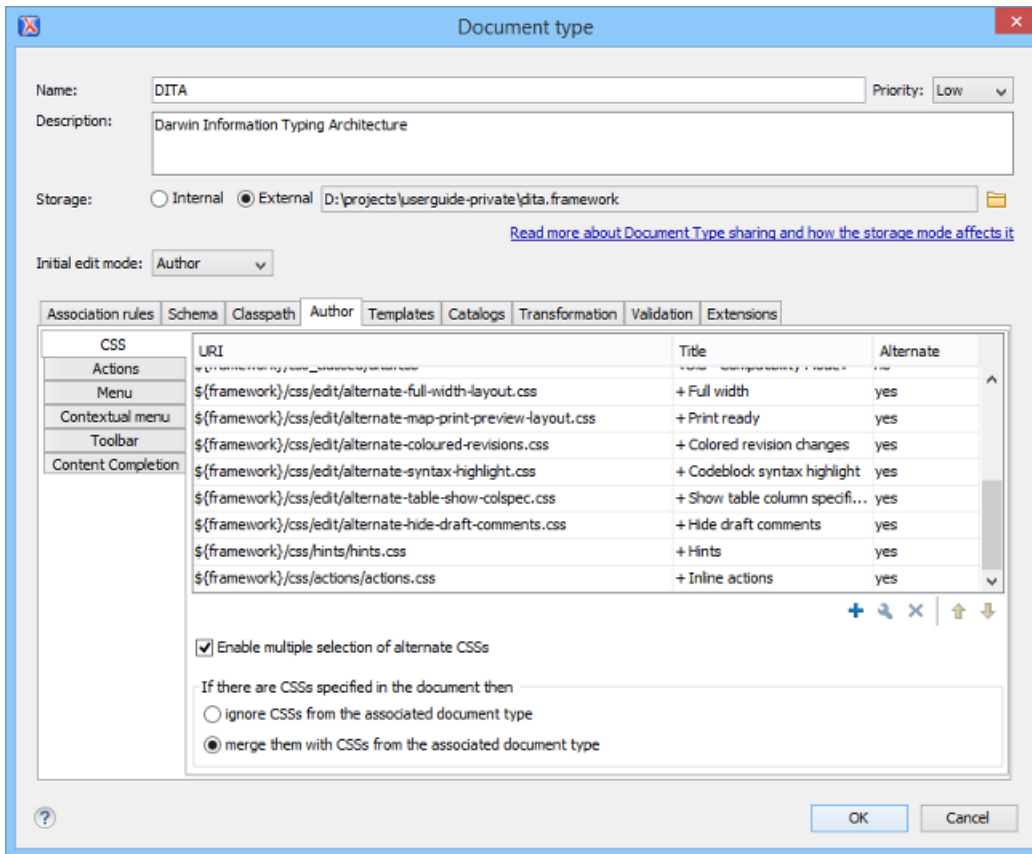 Document type
Name: DITA Priority: Low
Description: Darwin Information Typing Architecture
Storage: Internal External D:\projects\userguide-private\dita.framework
Read more about Document Type sharing and how the storage mode affects it
Initial edit mode: Author
Association rules Schema Classpath Author Templates Catalogs Transformation Validation Extensions
CSS
Actions
Menu
Contextual menu
Toolbar
Content Completion
URI Title Alternate
${framework}/css/edit/alternate-full-width-layout.css + Full width yes
${framework}/css/edit/alternate-map-print-preview-layout.css + Print ready yes
${framework}/css/edit/alternate-coloured-revisions.css + Colored revision changes yes
${framework}/css/edit/alternate-syntax-highlight.css + Codeblock syntax highlight yes
${framework}/css/edit/alternate-table-show-colspec.css + Show table column specifi... yes
${framework}/css/edit/alternate-hide-draft-comments.css + Hide draft comments yes
${framework}/css/hints/hints.css + Hints yes
${framework}/css/actions/actions.css + Inline actions yes
Enable multiple selection of alternate CSSs
If there are CSSs specified in the document then
ignore CSSs from the associated document type
merge them with CSSs from the associated document type
OK Cancel